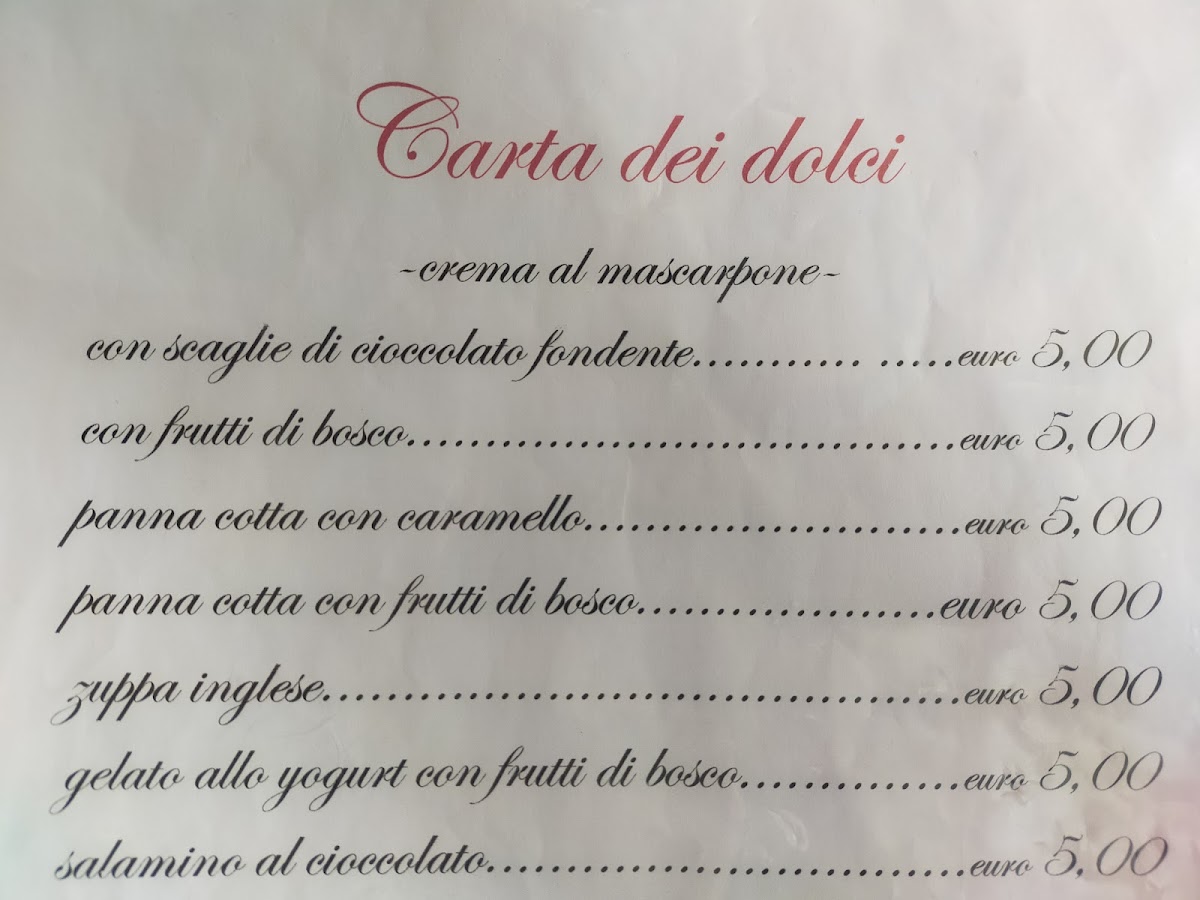 Carta dei dolci
-crema al mascarpone-
con scaglie di cioccolato fondente........... .....euro 5,00
con frutti di bosco...................................euro 5,00
panna cotta con caramello........................euro 5,00
panna cotta con frutti di bosco...................euro 5,00
zuppa inglese.........................................euro 5,00
gelato allo yogurt con frutti di bosco..............euro 5,00
salamino al cioccolato...............................euro 5,00